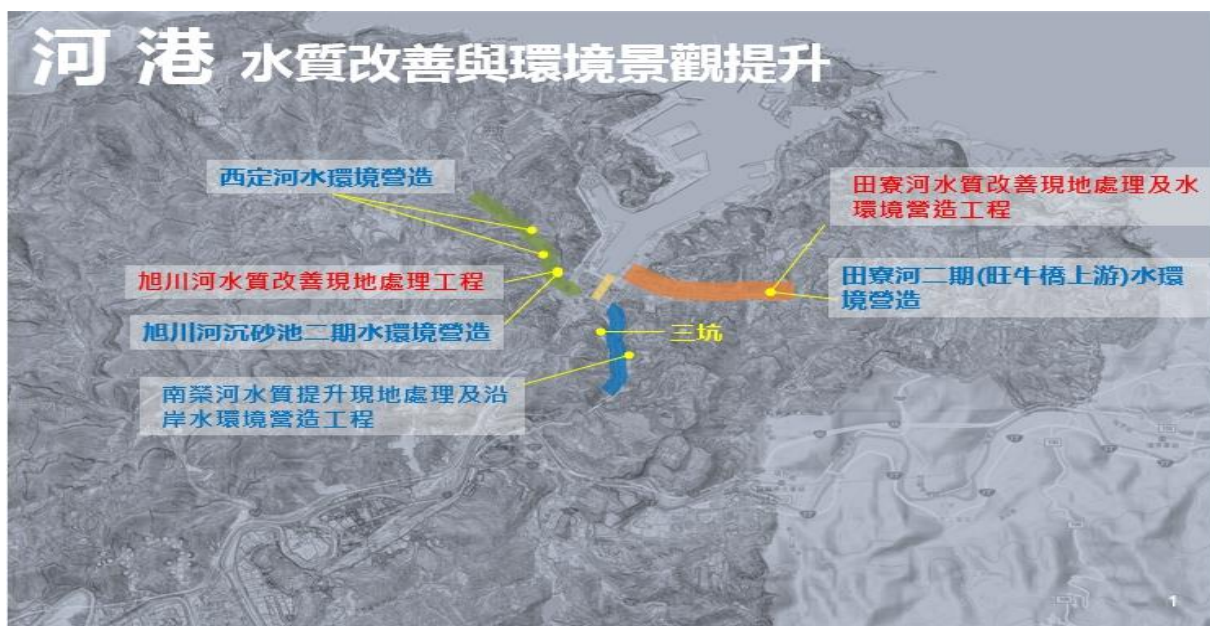 河 港 水質改善與環境景觀提升
西定河水環境營造
田寮河水質改善現地處理及水
環境營造工程
旭川河水質改善現地處理工程
田寮河二期(旺牛橋上游)水環
境營造
旭川河沉砂池二期水環境營造
三坑
南榮河水質提升現地處理及沿
岸水環境營造工程
1